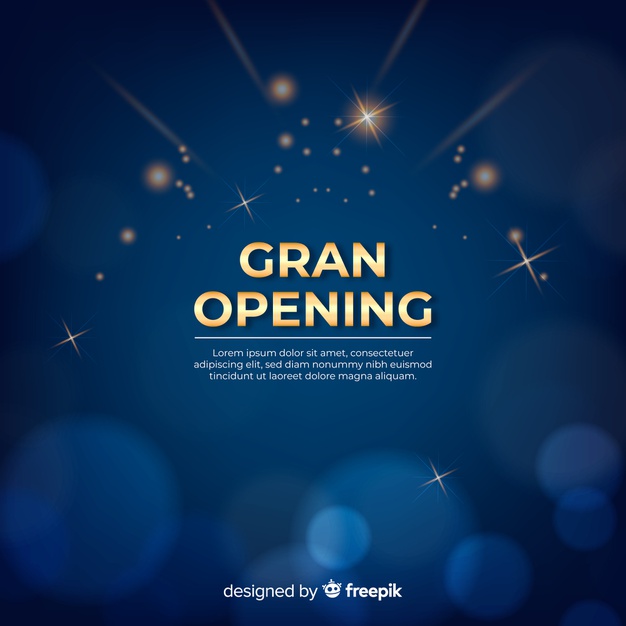 GRAN
OPENING
Lorem ipsum dolor sit amet, consectetuer
adipiscing elit, sed diam nonummy nibh euismod
tincidunt ut laoreet dolore magna aliquam.
designed by freepik